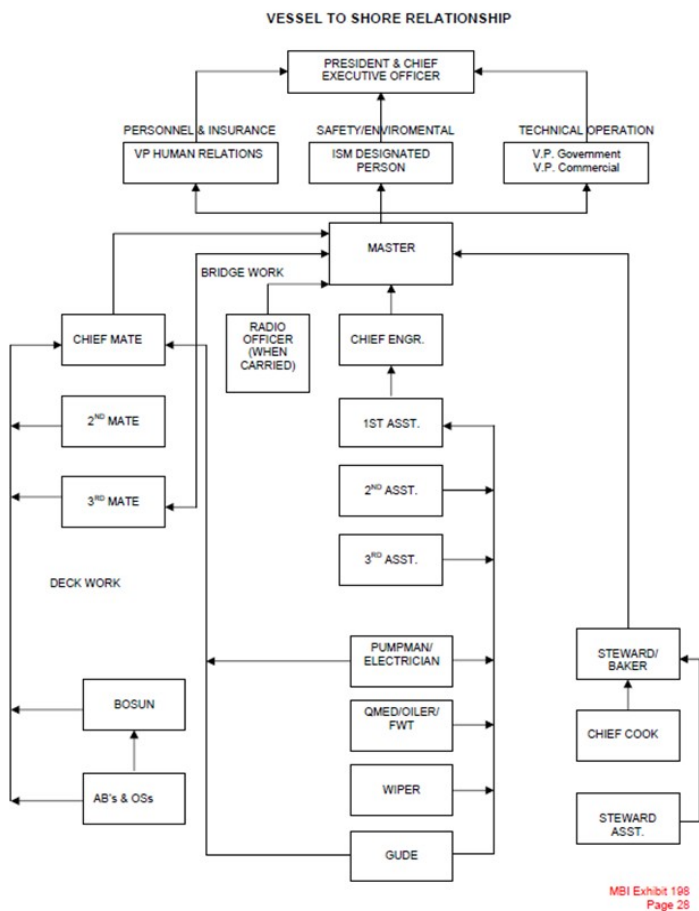 VESSEL TO SHORE RELATIONSHIP
PRESIDENT & CHIEF
EXECUTIVE OFFICER
PERSONNEL & INSURANCE
SAFETY/ENVIROMENTAL
TECHNICAL OPERATION
VP HUMAN RELATIONS
ISM DESIGNATED
PERSON
V.P. Government
V.P. Commercial
MASTER
BRIDGE WORK
CHIEF MATE
RADIO
OFFICER
(WHEN
CARRIED)
CHIEF ENGR.
2ND MATE
1ST ASST.
3RD MATE
2ND ASST.
3RD ASST.
DECK WORK
PUMPMAN/
ELECTRICIAN
STEWARD/
BAKER
BOSUN
QMED/OILER/
FWT
CHIEF COOK
AB's & OSs
WIPER
STEWARD
ASST.
GUDE
MBI Exhibit 198
Page 28